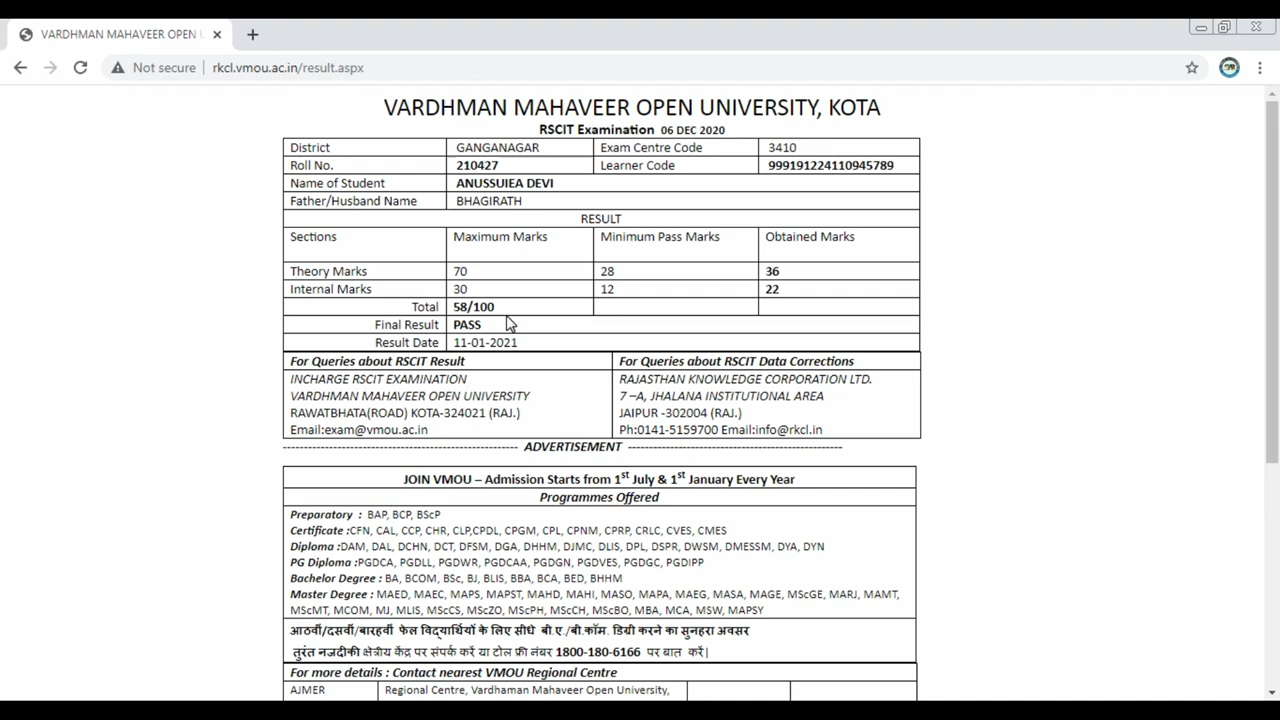 VARDHMAN MAHAVEER OPEN U
Not secure rkcl.vmou.ac.in/result.aspx
VARDHMAN MAHAVEER OPEN UNIVERSITY, KOTA
RSCIT Examination 06 DEC 2020
District GANGANAGAR Exam Centre Code 3410
Roll No. 210427 Learner Code 999191224110945789
Name of Student ANUSSUIEA DEVI
Father/Husband Name BHAGIRATH
RESULT
Sections Maximum Marks Minimum Pass Marks Obtained Marks
Theory Marks 70 28 36
Internal Marks 30 12 22
Total 58/100
Final Result PASS
Result Date 11-01-2021
For Queries about RSCIT Result For Queries about RSCIT Data Corrections
INCHARGE RSCIT EXAMINATION RAJASTHAN KNOWLEDGE CORPORATION LTD.
VARDHMAN MAHAVEER OPEN UNIVERSITY 7 –A, JHALANA INSTITUTIONAL AREA
RAWATBHATA(ROAD) KOTA-324021 (RAJ.) JAIPUR -302004 (RAJ.)
Email:exam@vmou.ac.in Ph:0141-5159700 Email:info@rkcl.in
---------------------------------------------------- ADVERTISEMENT ----------------------------------------------------
JOIN VMOU – Admission Starts from 1st July & 1st January Every Year
Programmes Offered
Preparatory : BAP, BCP, BScP
Certificate :CFN, CAL, CCP, CHR, CLP,CPDL, CPGM, CPL, CPNM, CPRP, CRLC, CVES, CMES
Diploma :DAM, DAL, DCHN, DCT, DFSM, DGA, DHHM, DJMC, DLIS, DPL, DSPR, DWSM, DMESSM, DYA, DYN
PG Diploma :PGDCA, PGDLL, PGDWR, PGDCAA, PGDGN, PGDVES, PGDGC, PGDIPP
Bachelor Degree : BA, BCOM, BSc, BJ, BLIS, BBA, BCA, BED, BHHM
Master Degree : MAED, MAEC, MAPS, MAPST, MAHD, MAHI, MASO, MAPA, MAEG, MASA, MAGE, MScGE, MARJ, MAMT,
MScMT, MCOM, MJ, MLIS, MScCS, MScZO, MScPH, MScCH, MScBO, MBA, MCA, MSW, MAPSY
आठवीं/दसवीं/बारहवीं फेल विद्यार्थियों के लिए सीधे बी.ए./बी.कॉम. डिग्री करने का सुनहरा अवसर
तुरंत नजदीकी क्षेत्रीय केंद्र पर संपर्क करें या टोल फ्री नंबर 1800-180-6166 पर बात करें|
For more details : Contact nearest VMOU Regional Centre
AJMER Regional Centre, Vardhaman Mahaveer Open University,